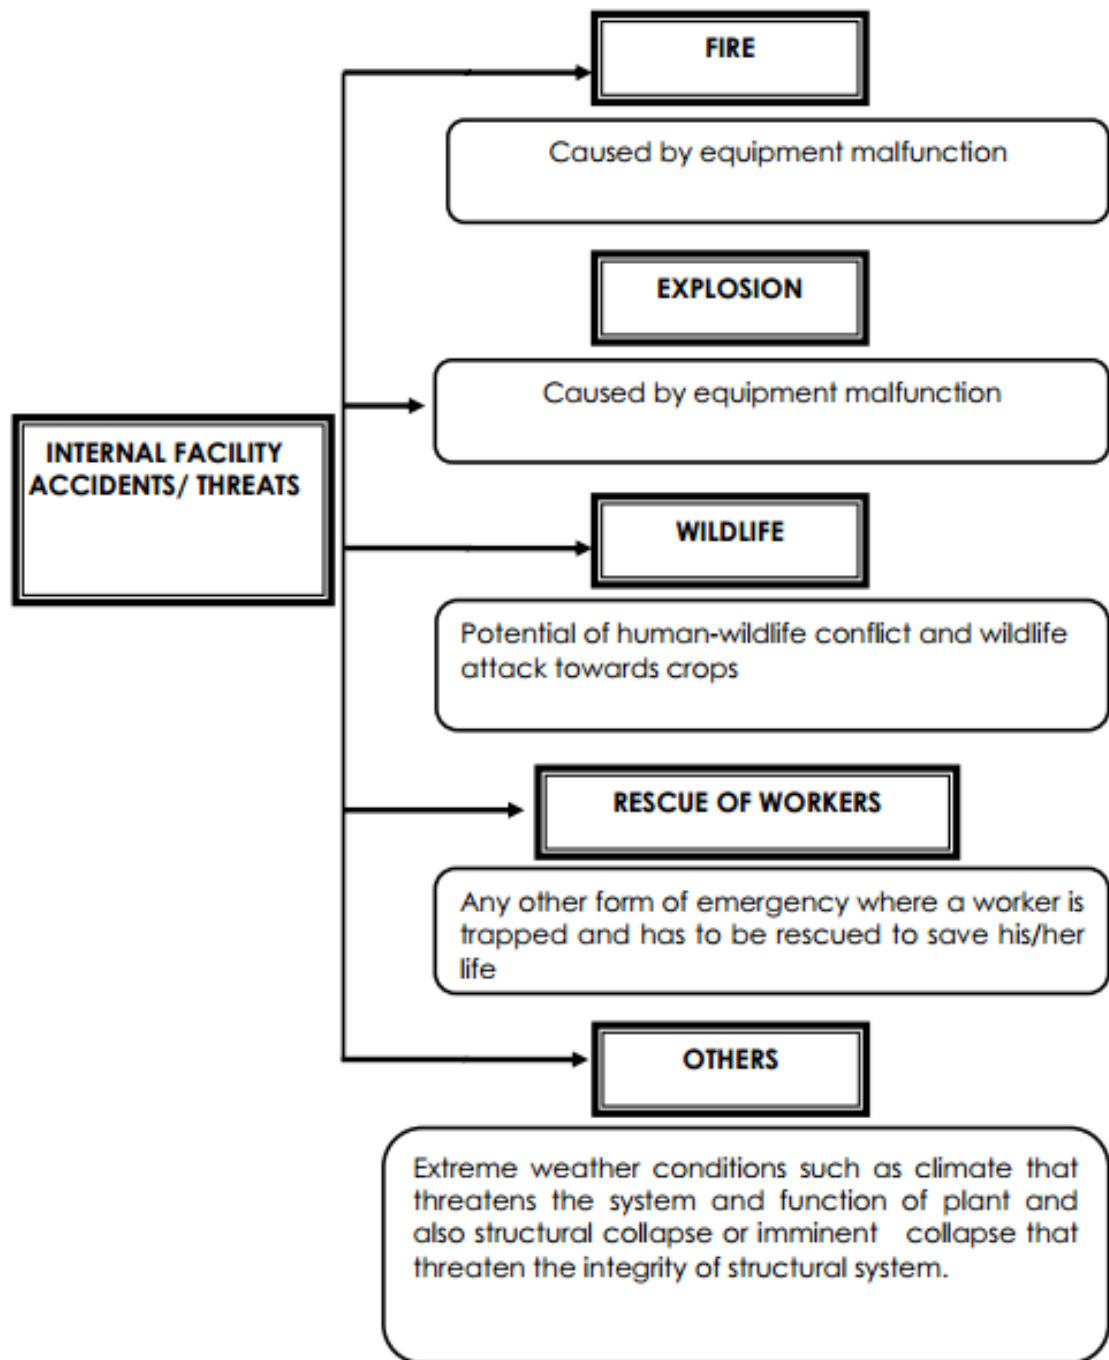 FIRE
Caused by equipment malfunction
EXPLOSION
Caused by equipment malfunction
INTERNAL FACILITY
ACCIDENTS/ THREATS
WILDLIFE
Potential of human-wildlife conflict and wildlife
attack towards crops
RESCUE OF WORKERS
Any other form of emergency where a worker is
trapped and has to be rescued to save his/her
life
OTHERS
Extreme weather conditions such as climate that
threatens the system and function of plant and
also structural collapse or imminent collapse that
threaten the integrity of structural system.